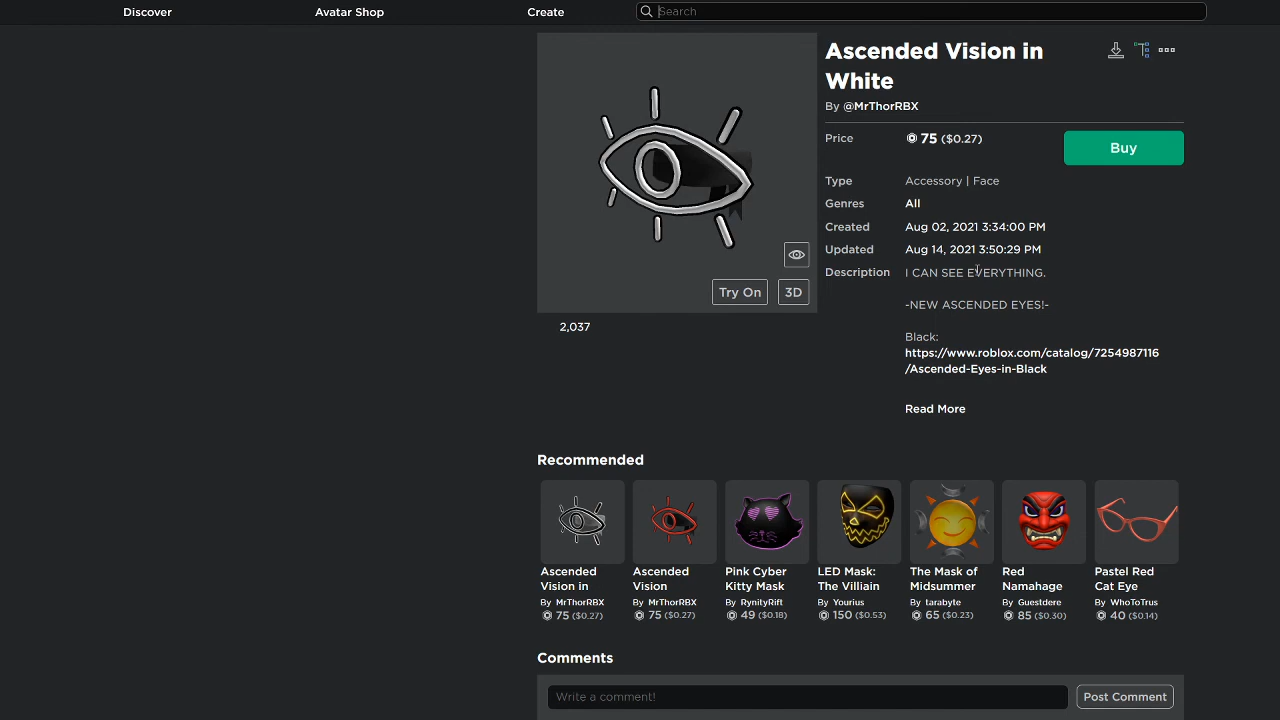 Discover
Avatar Shop
Create
Search
Ascended Vision in
White
By @MrThorRBX
Price
75 ($0.27)
Buy
Type
Accessory | Face
Genres
All
Created
Aug 02, 2021 3:34:00 PM
Updated
Aug 14, 2021 3:50:29 PM
Description
I CAN SEE EVERYTHING.
-NEW ASCENDED EYES!-
Black:
https://www.roblox.com/catalog/7254987116
/Ascended-Eyes-in-Black
Read More
Try On
3D
2,037
Recommended
Ascended
Vision in
By MrThorRBX
75 ($0.27)
Ascended
Vision
By MrThorRBX
75 ($0.27)
Pink Cyber
Kitty Mask
By RynityRift
49 ($0.18)
LED Mask:
The Villiain
By Yourius
150 ($0.53)
The Mask of
Midsummer
By tarabyte
65 ($0.23)
Red
Namahage
By Guestdere
85 ($0.30)
Pastel Red
Cat Eye
By WhoToTrus
40 ($0.14)
Comments
Write a comment!
Post Comment